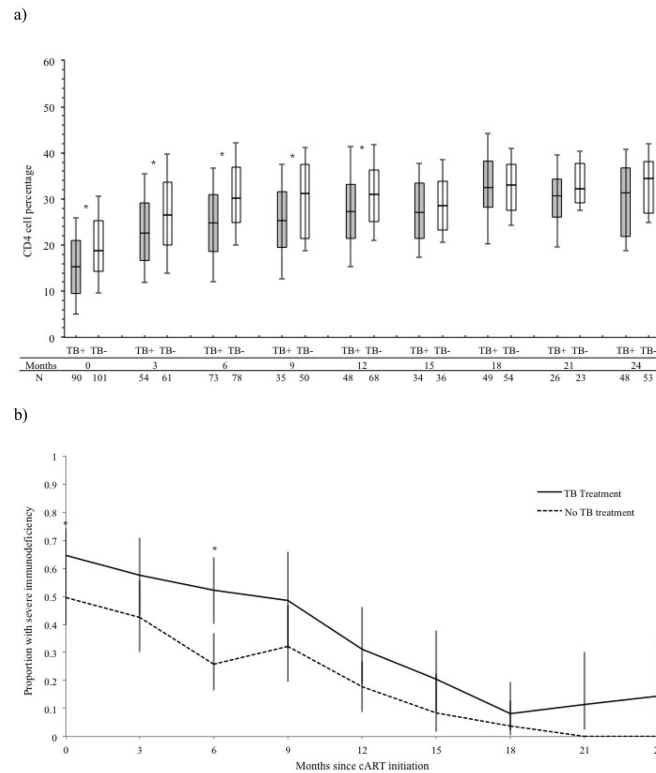 a)
60
50
40
30
20
10
0
CD4 cell percentage
* * * * *
TB+ TB- TB+ TB- TB+ TB- TB+ TB- TB+ TB- TB+ TB- TB+ TB- TB+ TB- TB+ TB-
Months 0 3 6 9 12 15 18 21 24
N 90 101 54 61 73 78 35 50 48 68 34 36 49 54 26 23 48 53
b)
1
0.9
0.8
0.7
0.6
0.5
0.4
0.3
0.2
0.1
0
Proportion with severe immunodeficiency
* *
TB Treatment
No TB treatment
0 3 6 9 12 15 18 21
Months since cART initiation